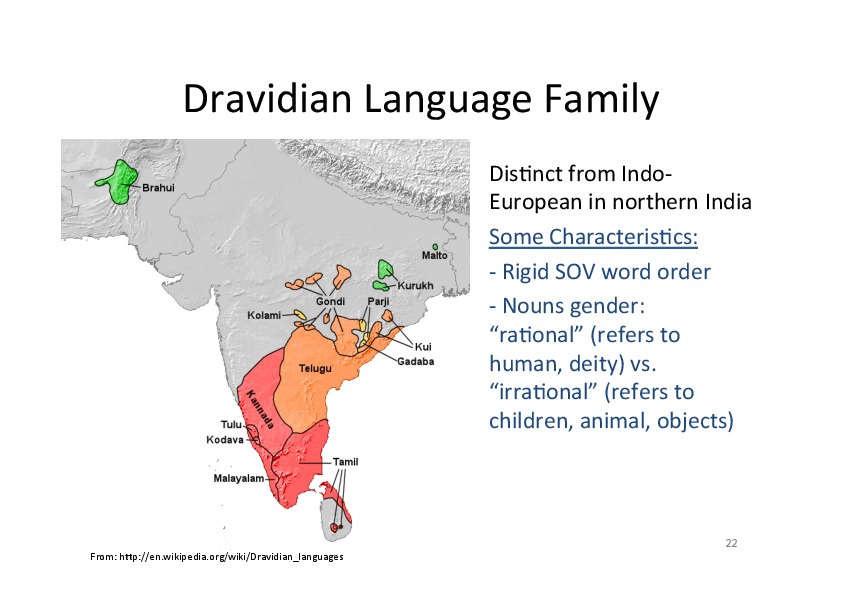 Dravidian Language Family
Brahui
Malto
Kurukh
Gondi
Parji
Kolami
Kui
Gadaba
Telugu
Kannada
Tulu
Kodava
Tamil
Malayalam
Distinct from Indo-
European in northern India
Some Characteristics:
- Rigid SOV word order
- Nouns gender:
“rational” (refers to
human, deity) vs.
“irrational” (refers to
children, animal, objects)
From: http://en.wikipedia.org/wiki/Dravidian_languages
22